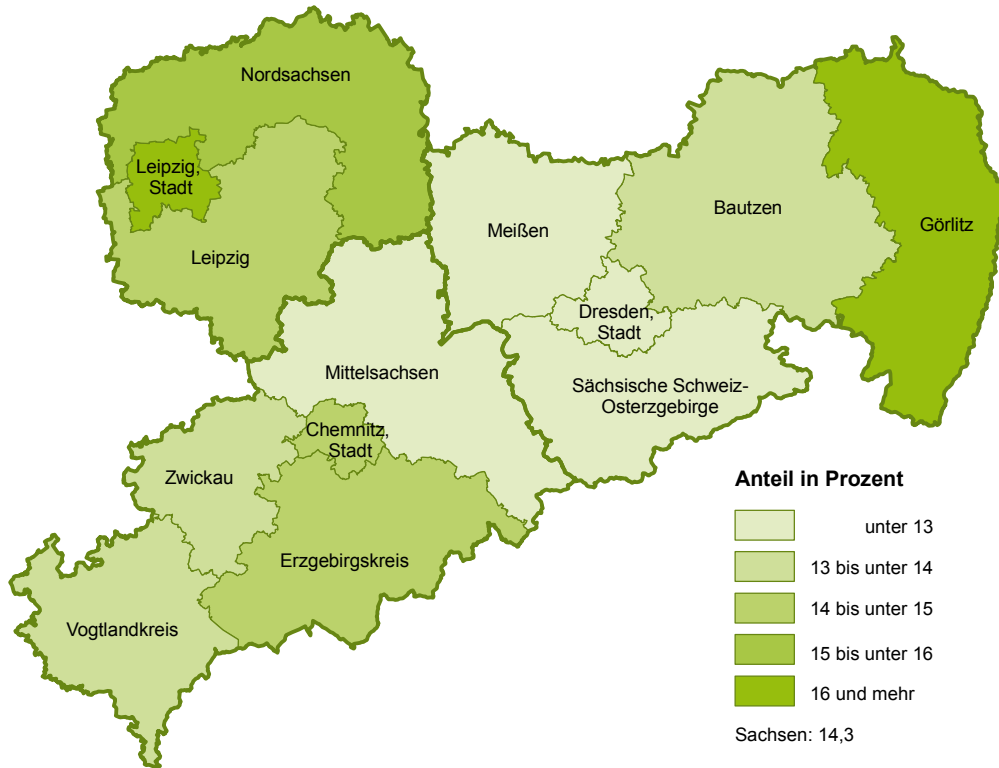 Nordsachsen
Leipzig,
Stadt
Leipzig
Meißen
Bautzen
Görlitz
Dresden,
Stadt
Mittelsachsen
Sächsische Schweiz-
Osterzgebirge
Chemnitz,
Stadt
Zwickau
Erzgebirgskreis
Vogtlandkreis
Anteil in Prozent
unter 13
13 bis unter 14
14 bis unter 15
15 bis unter 16
16 und mehr
Sachsen: 14,3